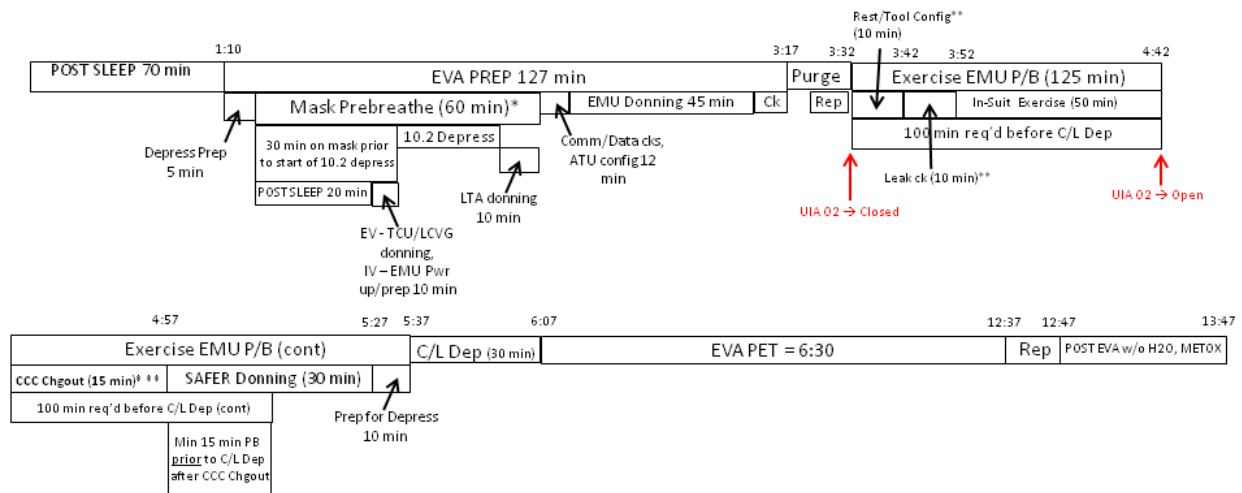 Rest/Tool Config**
(10 min)
1:10
3:17
3:32
3:42
3:52
4:42
POST SLEEP 70 min
EVA PREP 127 min
Purge
Exercise EMU P/B (125 min)
Mask Prebreathe (60 min)*
EMU Donning 45 min
Ck
Rep
In-Suit Exercise (50 min)
Depress Prep
5 min
30 min on mask prior
to start of 10.2 depress
10.2 Depress
Comm/Data cks,
ATU config 12
min
100 min req'd before C/L Dep
Leak ck (10 min)**
POST SLEEP 20 min
LTA donning
10 min
UIA O2 → Closed
UIA O2 → Open
EV - TCU/LCVG
donning,
IV – EMU Pwr
up/prep 10 min
4:57
5:27
5:37
6:07
12:37
12:47
13:47
Exercise EMU P/B (cont)
C/L Dep (30 min)
EVA PET = 6:30
Rep
POST EVA w/o H2O, METOX
CCC Chgout (15 min)* **
SAFER Donning (30 min)
100 min req'd before C/L Dep (cont)
Prep for Depress
10 min
Min 15 min PB
prior to C/L Dep
after CCC Chgout